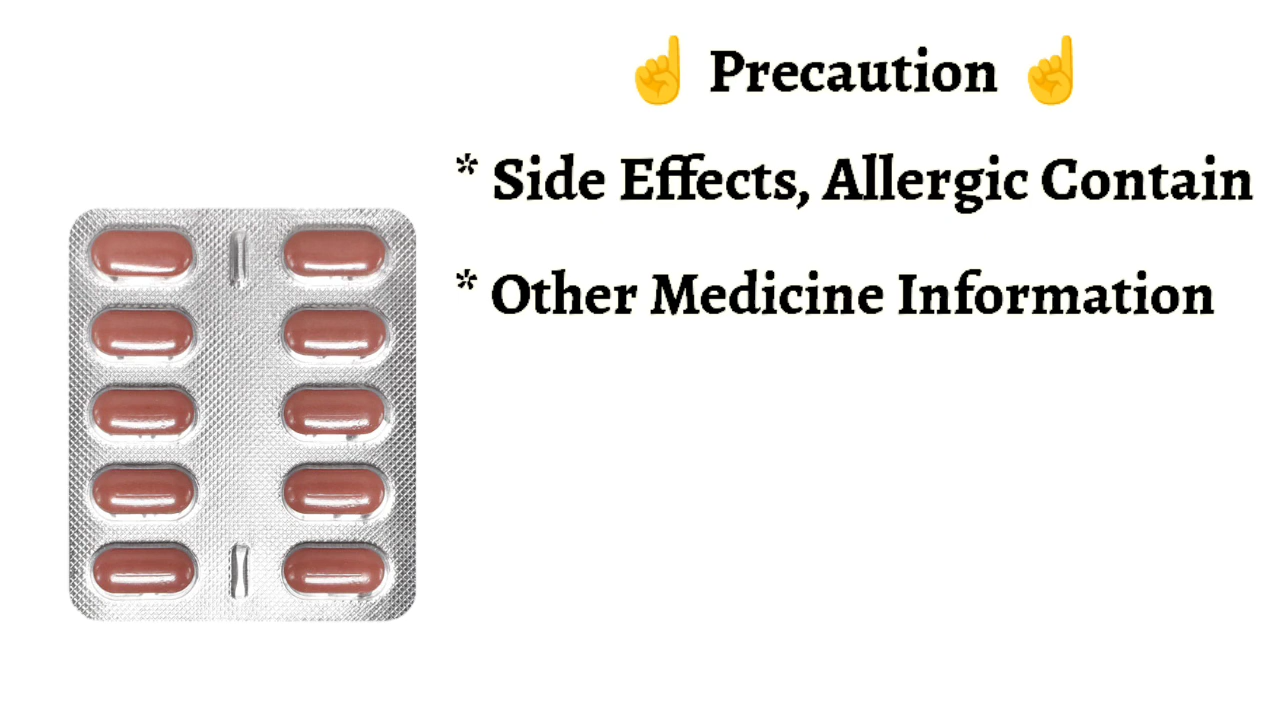 ☝ Precaution ☝
* Side Effects, Allergic Contain
* Other Medicine Information